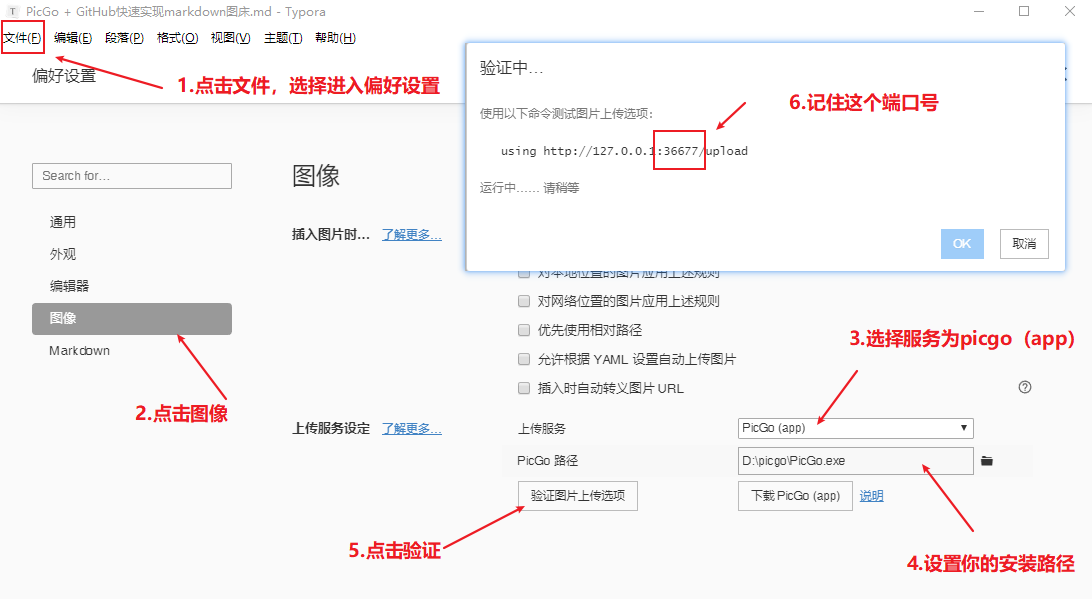 T PicGo + GitHub快速实现markdown图床.md - Typora
文件(F) 编辑(E) 段落(P) 格式(O) 视图(V) 主题(T) 帮助(H)
偏好设置
1.点击文件，选择进入偏好设置
验证中…
使用以下命令测试图片上传选项:
using http://127.0.0.1:36677/upload
运行中…… 请稍等
OK 取消
6.记住这个端口号
Search for...
通用
外观
编辑器
图像
Markdown
2.点击图像
图像
插入图片时... 了解更多...
对本地位置的图片应用上述规则
对网络位置的图片应用上述规则
优先使用相对路径
允许根据 YAML 设置自动上传图片
插入时自动转义图片 URL
?
3.选择服务为picgo（app）
上传服务设定 了解更多...
上传服务 PicGo (app)
PicGo 路径 D:\picgo\PicGo.exe
验证图片上传选项 下载 PicGo (app) 说明
5.点击验证
4.设置你的安装路径